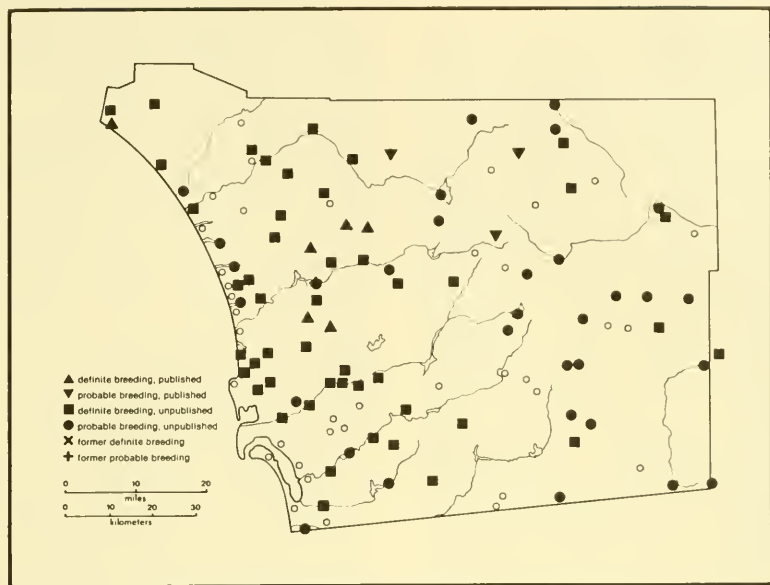 definite breeding, published
probable breeding, published
definite breeding, unpublished
probable breeding, unpublished
former definite breeding
former probable breeding
0 10 20
miles
0 10 20 30
kilometers